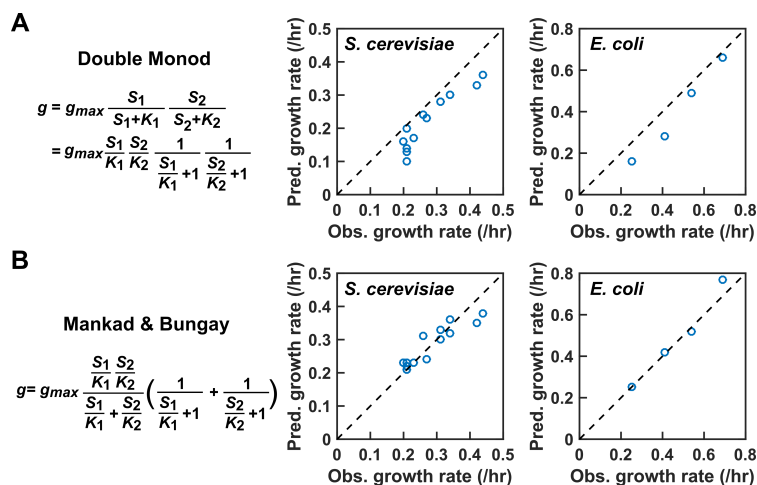 A
Double Monod
g = gmax S1/(S1+K1) S2/(S2+K2)
= gmax S1/K1 S2/K2 1/(S1/K1 +1) 1/(S2/K2 +1)
S. cerevisiae
Pred. growth rate (/hr)
0.5
0.4
0.3
0.2
0.1
0
0 0.1 0.2 0.3 0.4 0.5
Obs. growth rate (/hr)
E. coli
Pred. growth rate (/hr)
0.8
0.6
0.4
0.2
0
0 0.2 0.4 0.6 0.8
Obs. growth rate (/hr)
B
Mankad & Bungay
g= gmax (S1/K1 S2/K2)/(S1/K1 + S2/K2) (1/(S1/K1 +1) + 1/(S2/K2 +1))
S. cerevisiae
Pred. growth rate (/hr)
0.5
0.4
0.3
0.2
0.1
0
0 0.1 0.2 0.3 0.4 0.5
Obs. growth rate (/hr)
E. coli
Pred. growth rate (/hr)
0.8
0.6
0.4
0.2
0
0 0.2 0.4 0.6 0.8
Obs. growth rate (/hr)